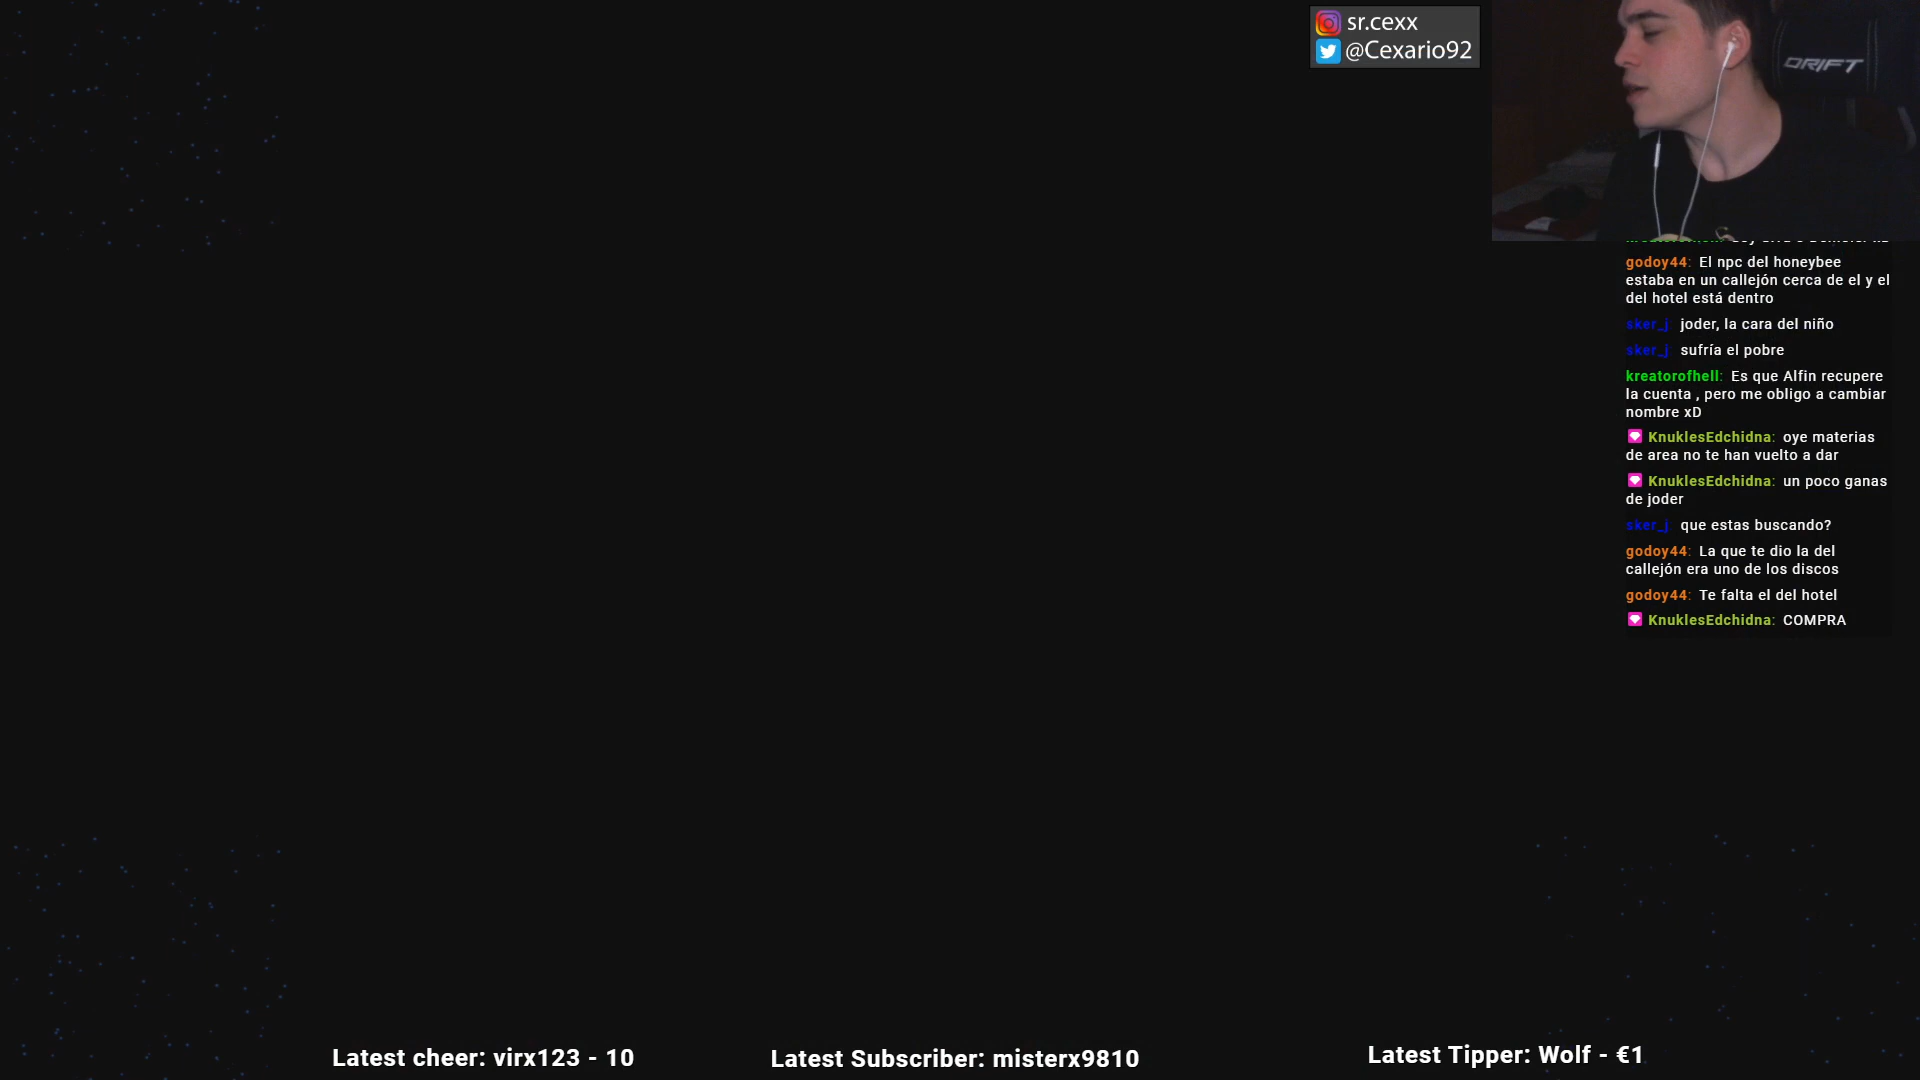 sr.cexx
@Cexario92
DRIFT
godoy44: El npc del honeybee
estaba en un callejón cerca de el y el
del hotel está dentro
sker_j: joder, la cara del niño
sker_j: sufría el pobre
kreatorofhell: Es que Alfin recupere
la cuenta , pero me obligo a cambiar
nombre xD
KnuklesEdchidna: oye materias
de area no te han vuelto a dar
KnuklesEdchidna: un poco ganas
de joder
sker_j: que estas buscando?
godoy44: La que te dio la del
callejón era uno de los discos
godoy44: Te falta el del hotel
KnuklesEdchidna: COMPRA
Latest cheer: virx123 - 10
Latest Subscriber: misterx9810
Latest Tipper: Wolf - €1